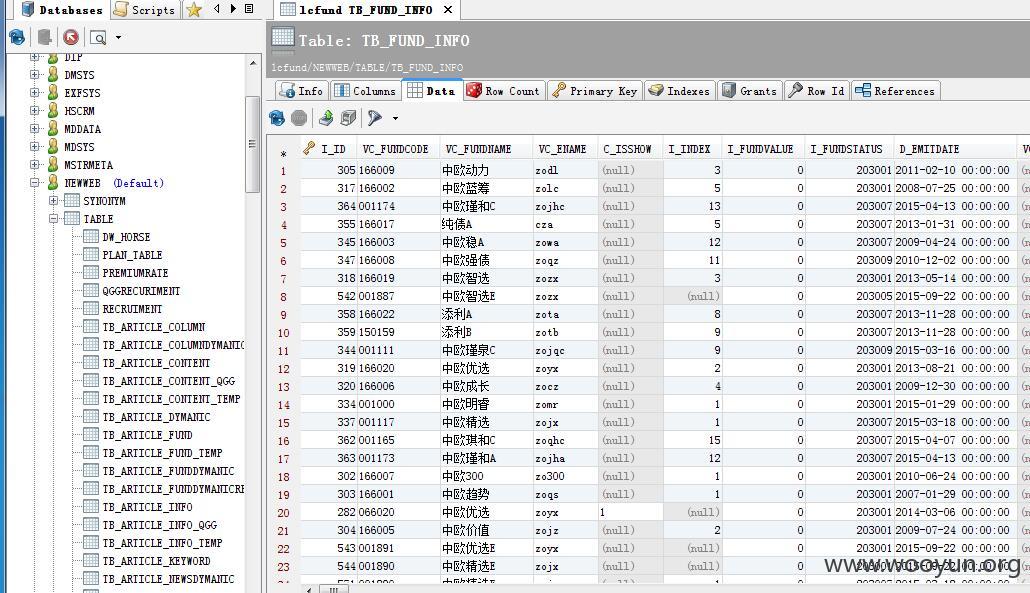 Databases
Scripts
lcfund TB_FUND_INFO
Table: TB_FUND_INFO
lcfund/NEWWEB/TABLE/TB_FUND_INFO
Info Columns Data Row Count Primary Key Indexes Grants Row Id References
DIP
DMSYS
EXFSYS
HSCRM
MDDATA
MDSYS
MSTRMETA
NEWWEB (Default)
SYNONYM
TABLE
DW_HORSE
PLAN_TABLE
PREMIUMRATE
QGGRECURIMENT
RECRUIMENT
TB_ARTICLE_COLUMN
TB_ARTICLE_COLUMNDYMANIC
TB_ARTICLE_CONTENT
TB_ARTICLE_CONTENT_QGG
TB_ARTICLE_CONTENT_TEMP
TB_ARTICLE_DYMANIC
TB_ARTICLE_FUND
TB_ARTICLE_FUND_TEMP
TB_ARTICLE_FUNDDYMANIC
TB_ARTICLE_FUNDDYMANICRE
TB_ARTICLE_INFO
TB_ARTICLE_INFO_QGG
TB_ARTICLE_INFO_TEMP
TB_ARTICLE_KEYWORD
TB_ARTICLE_NEWSDYMANIC
* I_ID VC_FUNDCODE VC_FUNDNAME VC_ENAME C_ISSHOW I_INDEX I_FUNDVALUE I_FUNDSTATUS D_EMITDATE
1 305 166009 中欧动力 zodl (null) 3 0 203001 2011-02-10 00:00:00
2 317 166002 中欧蓝筹 zolc (null) 5 0 203001 2008-07-25 00:00:00
3 364 001174 中欧瑾和C zojhc (null) 13 0 203007 2015-04-13 00:00:00
4 355 166017 纯债A cza (null) 5 0 203007 2013-01-31 00:00:00
5 345 166003 中欧稳A zowa (null) 12 0 203007 2009-04-24 00:00:00
6 347 166008 中欧强债 zoqz (null) 11 0 203009 2010-12-02 00:00:00
7 318 166019 中欧智选 zozx (null) 3 0 203001 2013-05-14 00:00:00
8 542 001887 中欧智选E zozx (null) (null) 0 203005 2015-09-22 00:00:00
9 358 166022 添利A zota (null) 8 0 203007 2013-11-28 00:00:00
10 359 150159 添利B zotb (null) 9 0 203007 2013-11-28 00:00:00
11 344 001111 中欧瑾泉C zojqc (null) 9 0 203009 2015-03-16 00:00:00
12 319 166020 中欧优选 zoyx (null) 2 0 203001 2013-08-21 00:00:00
13 320 166006 中欧成长 zocz (null) 4 0 203001 2009-12-30 00:00:00
14 334 001000 中欧明睿 zomr (null) 1 0 203001 2015-01-29 00:00:00
15 337 001117 中欧精选 zojx (null) 1 0 203007 2015-03-18 00:00:00
16 362 001165 中欧琪和C zoqhc (null) 15 0 203007 2015-04-07 00:00:00
17 363 001173 中欧瑾和A zojha (null) 12 0 203007 2015-04-13 00:00:00
18 302 166007 中欧300 zo300 (null) 1 0 203001 2010-06-24 00:00:00
19 303 166001 中欧趋势 zoqs (null) 1 0 203001 2007-01-29 00:00:00
20 282 066020 中欧优选 zoyx 1 (null) 0 203001 2014-03-06 00:00:00
21 304 166005 中欧价值 zojz (null) 2 0 203001 2009-07-24 00:00:00
22 543 001891 中欧优选E zoyx (null) (null) 0 203001 2015-09-22 00:00:00
23 544 001890 中欧精选E zojx (null) (null) 0 203001
www.wooyun.org